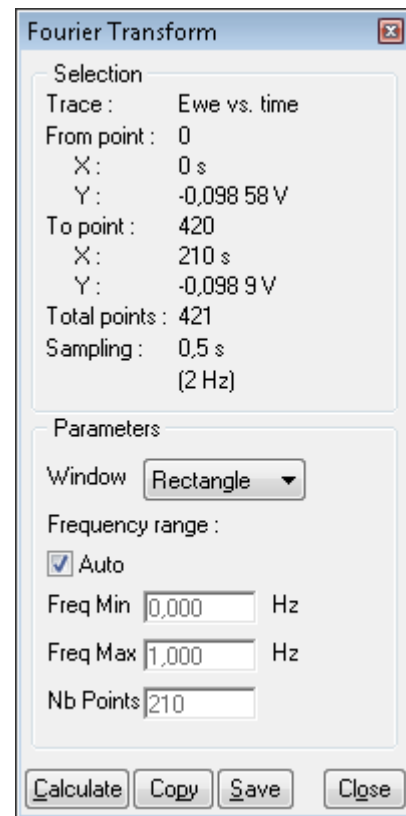 Fourier Transform
Selection
Trace : Ewe vs. time
From point : 0
X : 0 s
Y : -0,098 58 V
To point : 420
X : 210 s
Y : -0,098 9 V
Total points : 421
Sampling : 0,5 s
(2 Hz)
Parameters
Window Rectangle
Frequency range :
Auto
Freq Min 0,000 Hz
Freq Max 1,000 Hz
Nb Points 210
Calculate Copy Save Close